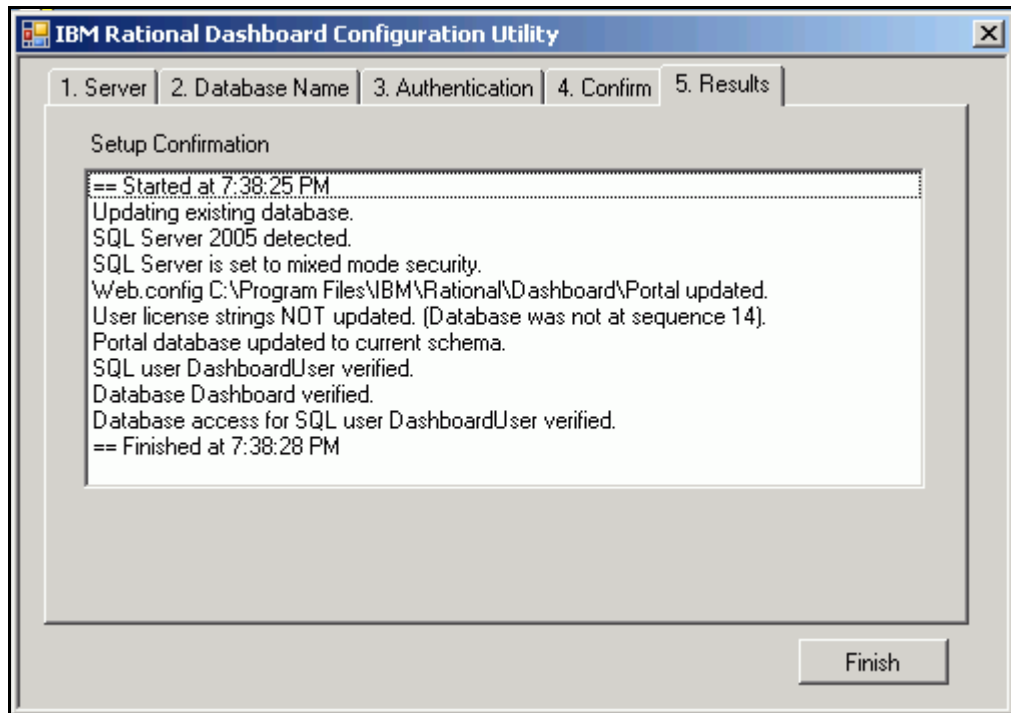 IBM Rational Dashboard Configuration Utility
1. Server 2. Database Name 3. Authentication 4. Confirm 5. Results
Setup Confirmation
== Started at 7:38:25 PM
Updating existing database.
SQL Server 2005 detected.
SQL Server is set to mixed mode security.
Web.config C:\Program Files\IBM\Rational\Dashboard\Portal updated.
User license strings NOT updated. (Database was not at sequence 14).
Portal database updated to current schema.
SQL user DashboardUser verified.
Database Dashboard verified.
Database access for SQL user DashboardUser verified.
== Finished at 7:38:28 PM
Finish